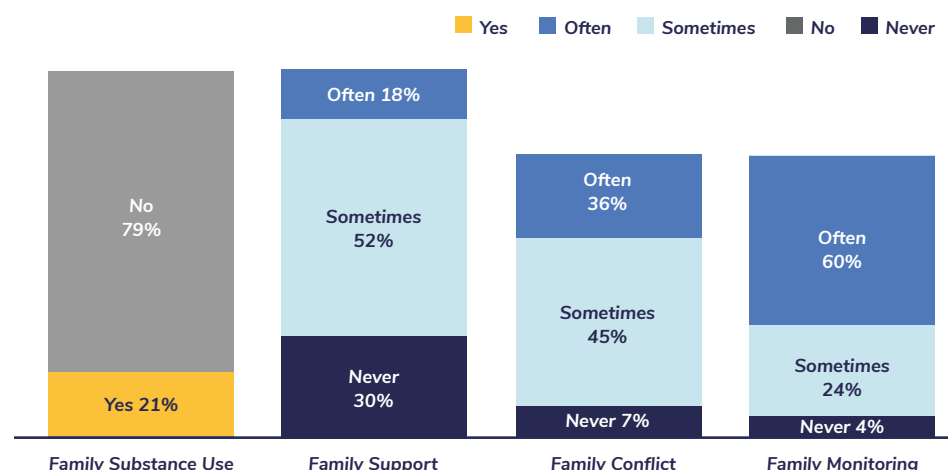 Yes Often Sometimes No Never
No
79%
Yes 21%
Often 18%
Sometimes
52%
Never
30%
Often
36%
Sometimes
45%
Never 7%
Often
60%
Sometimes
24%
Never 4%
Family Substance Use Family Support Family Conflict Family Monitoring